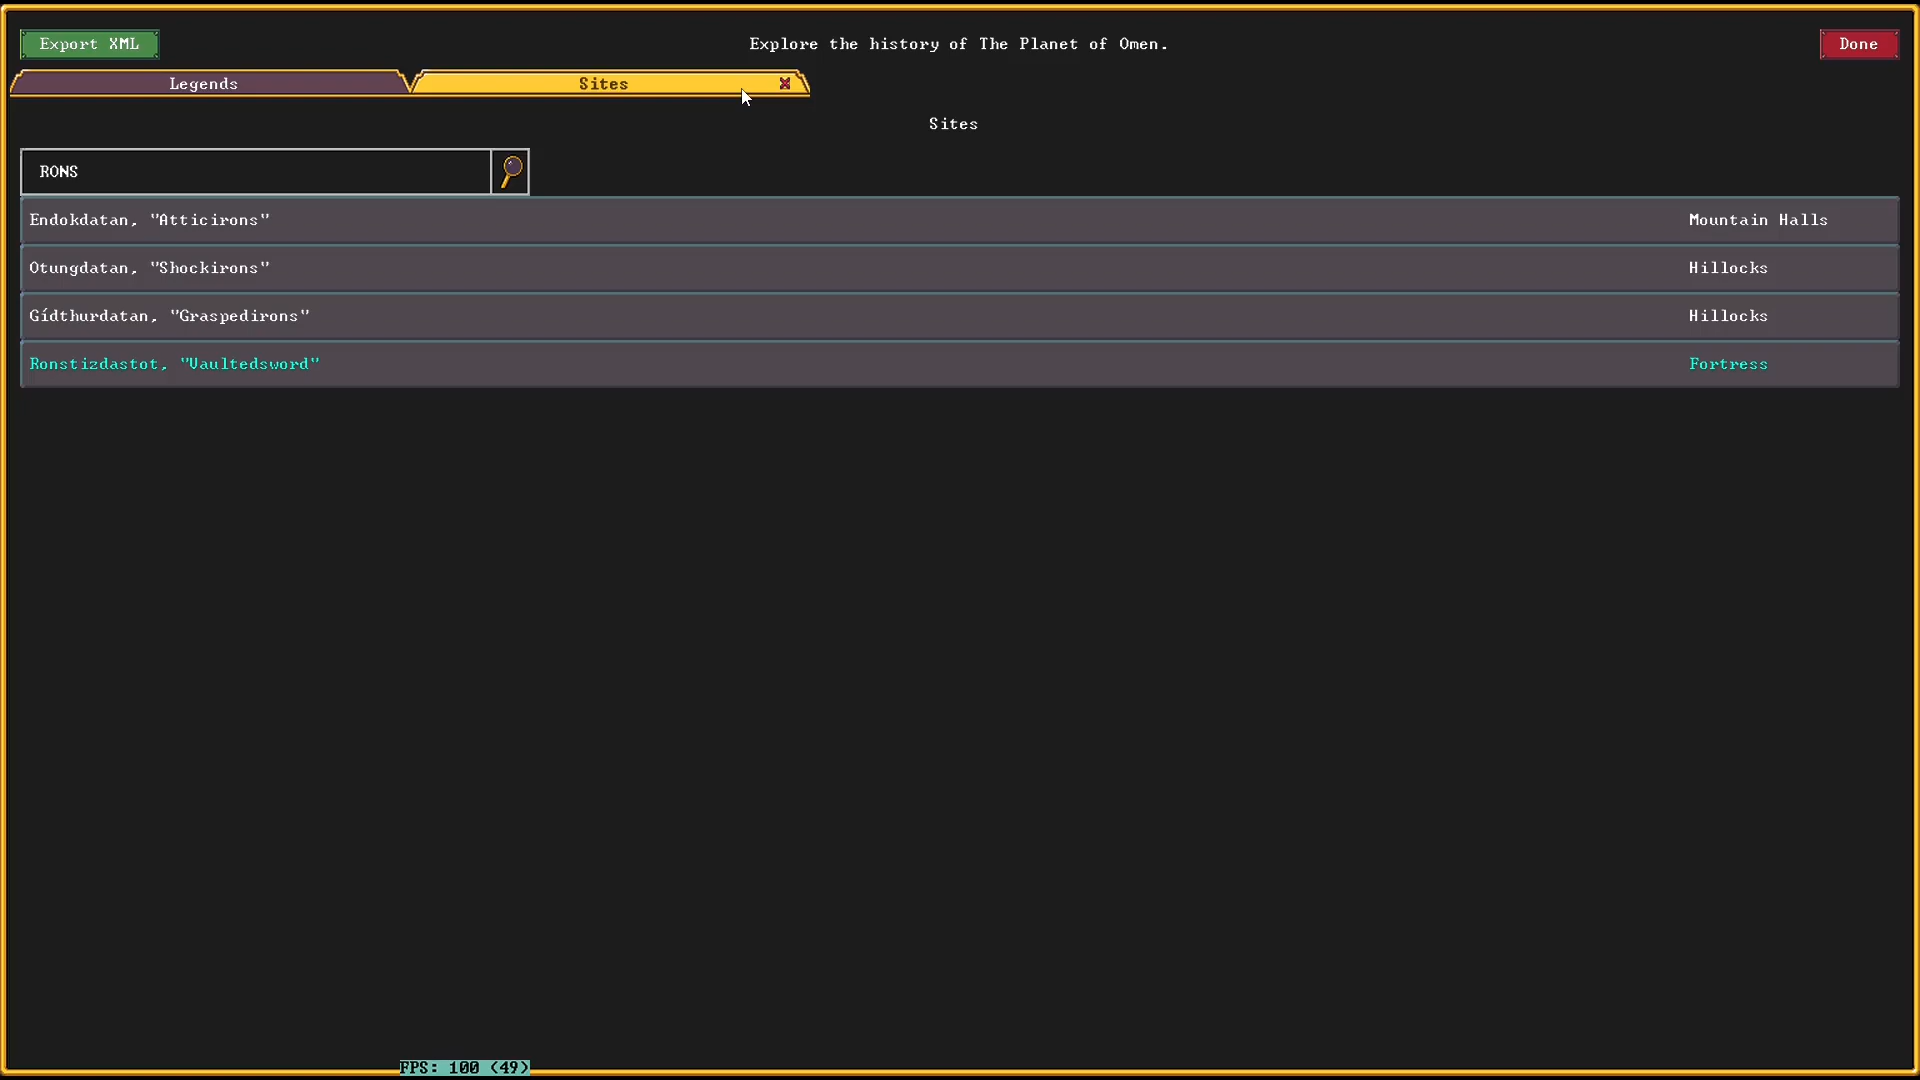 Export XML
Explore the history of The Planet of Omen.
Done
Legends
Sites
Sites
RONS
Endokdatan, "Atticirons"
Mountain Halls
Otungdatan, "Shockirons"
Hillocks
Gídthurdatan, "Graspedirons"
Hillocks
Ronstizdastot, "Vaultedsword"
Fortress
FPS: 100 (49)